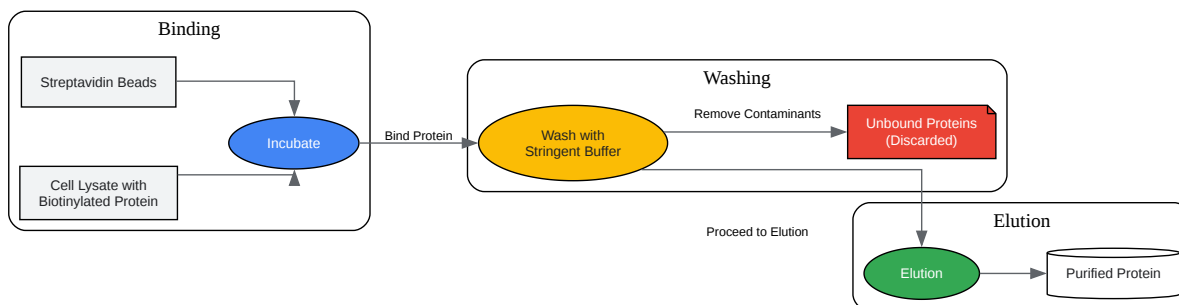 Binding
Streptavidin Beads
Cell Lysate with
Biotinylated Protein
Incubate
Bind Protein
Washing
Wash with
Stringent Buffer
Remove Contaminants
Unbound Proteins
(Discarded)
Proceed to Elution
Elution
Elution
Purified Protein